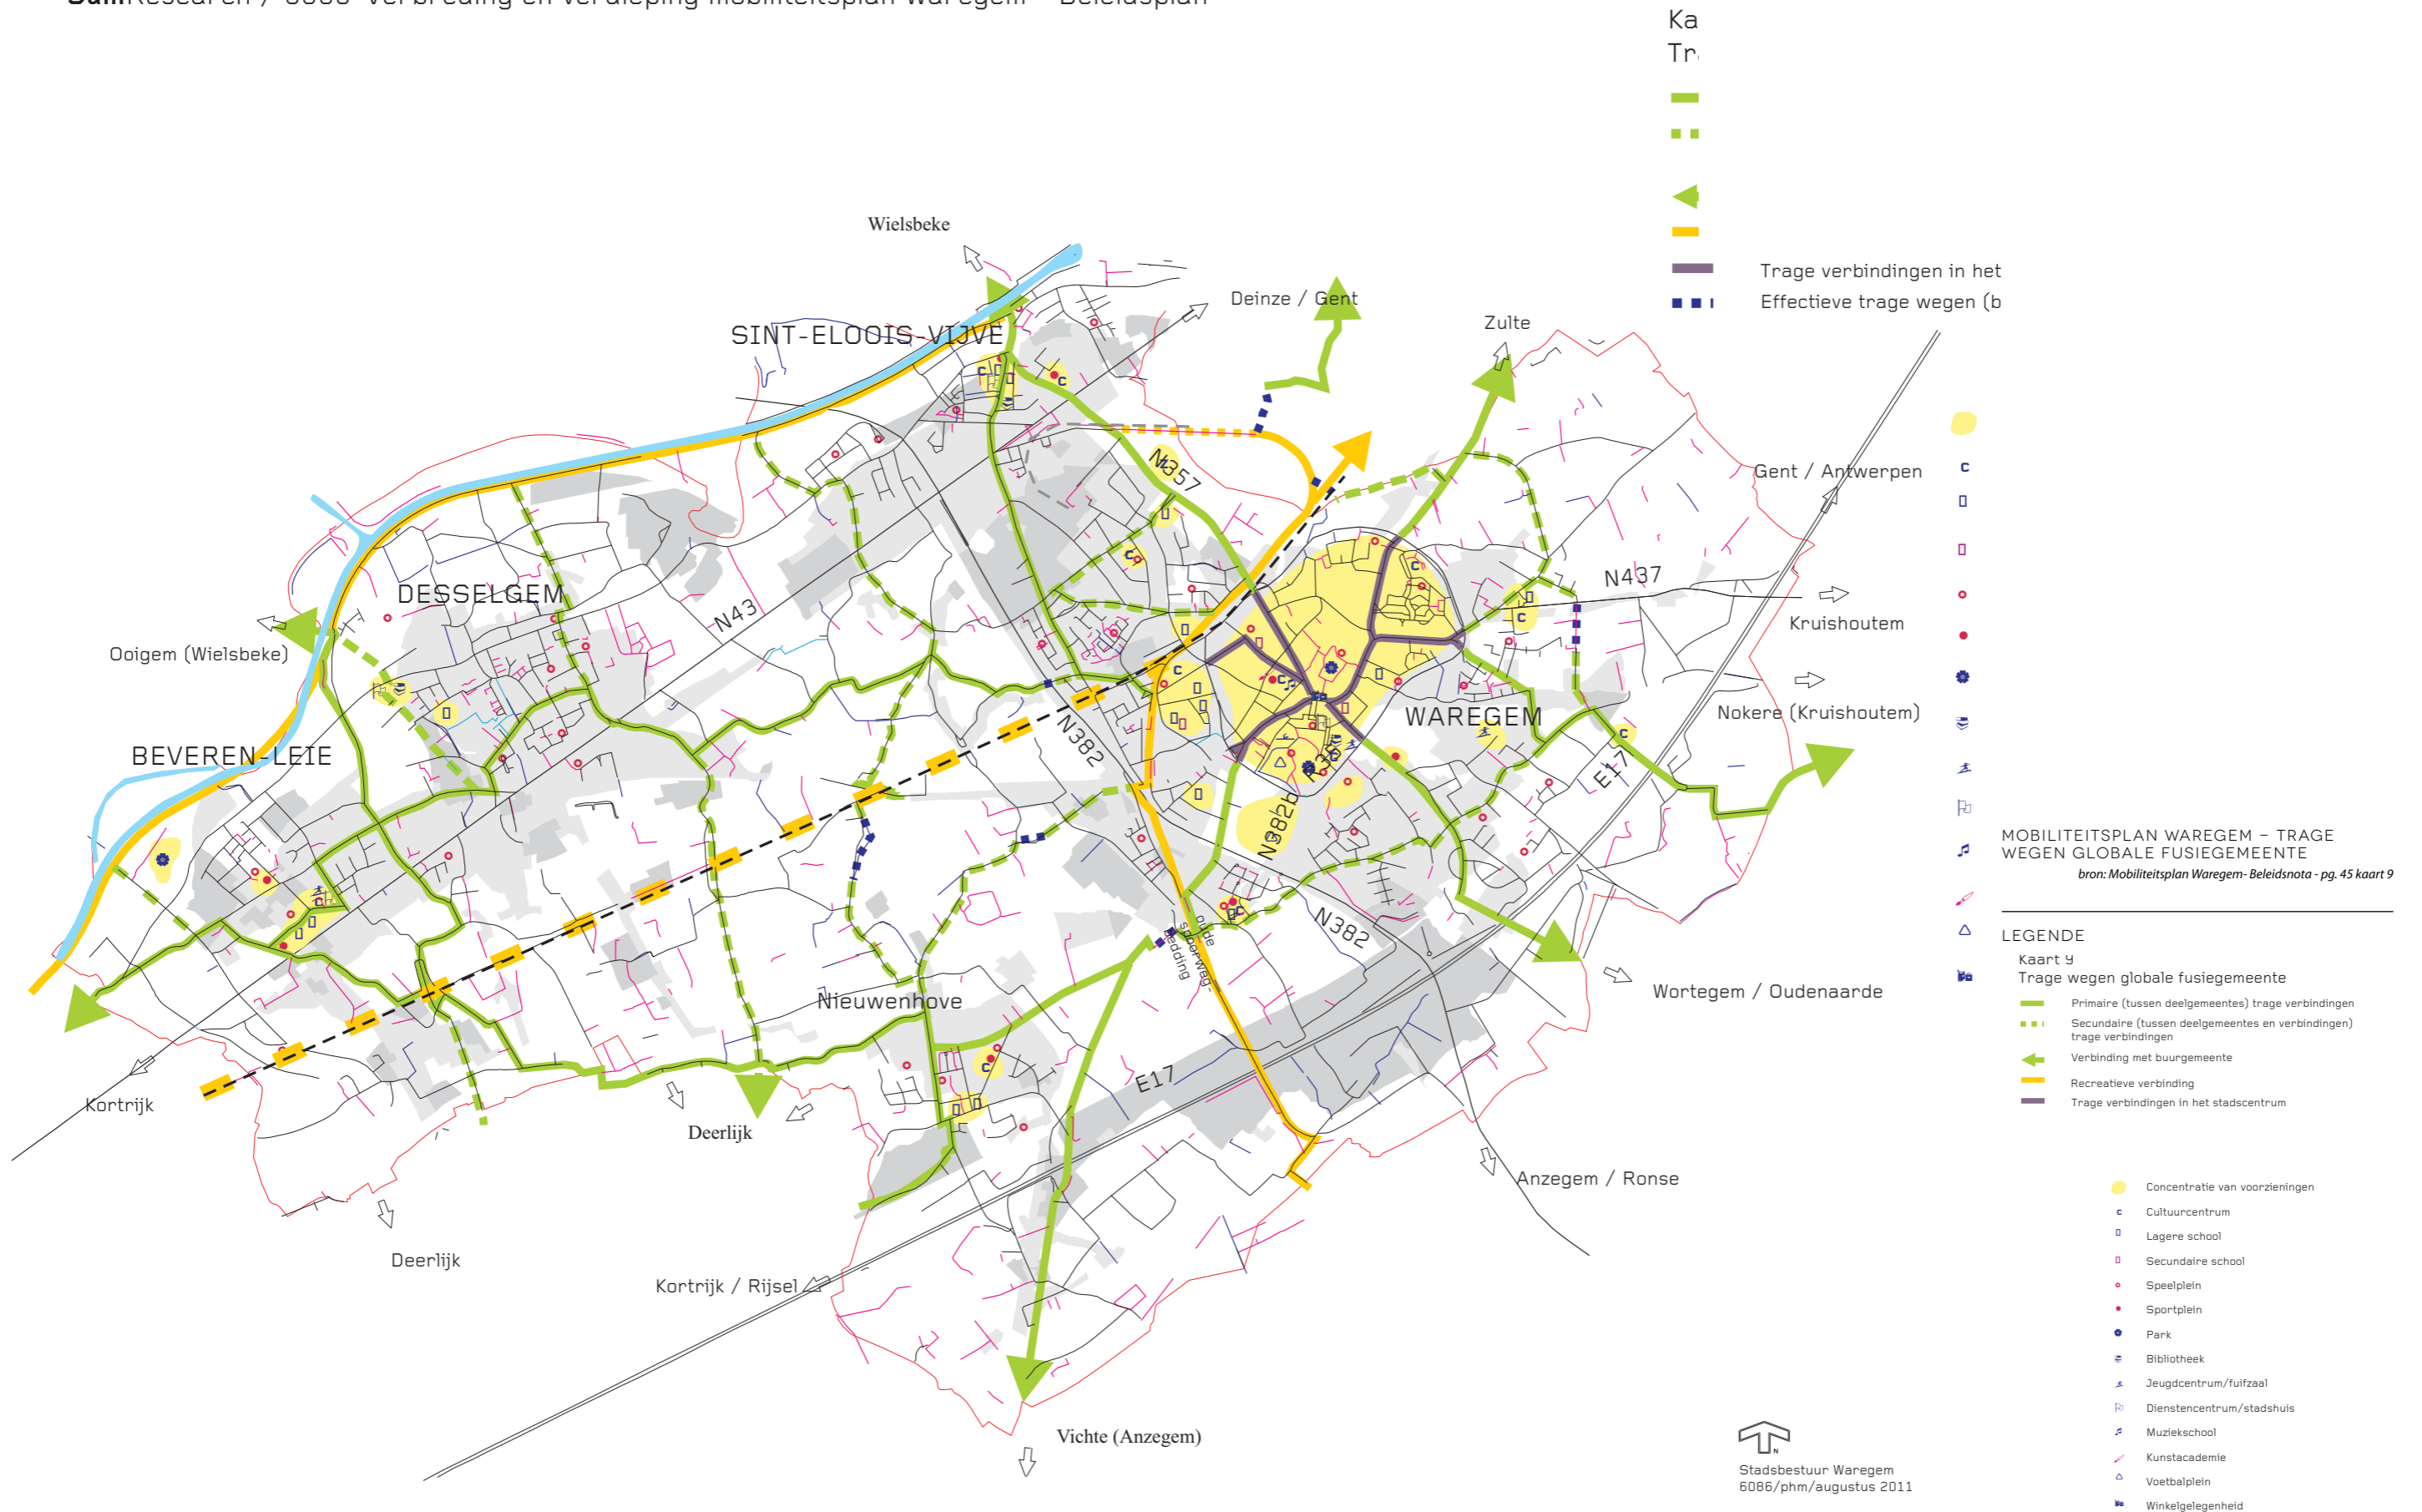 Ka
Tr
Trage verbindingen in het
Effectieve trage wegen (b
Wielsbeke
Deinze / Gent
SINT-ELOOIS-VIJVE
Zulte
N357
Gent / Antwerpen
DESSELGEM
N43
N437
Ooigem (Wielsbeke)
Kruishoutem
Nokere (Kruishoutem)
N382
WAREGEM
BEVEREN-LEIE
E17
N382b
MOBILITEITSPLAN WAREGEM – TRAGE
WEGEN GLOBALE FUSIEGEMEENTE
bron: Mobiliteitsplan Waregem- Beleidsnota - pg. 45 kaart 9
N382
oude
spoorweg-
bedding
LEGENDE
Kaart 9
Trage wegen globale fusiegemeente
Primaire (tussen deelgemeentes) trage verbindingen
Secundaire (tussen deelgemeentes en verbindingen)
trage verbindingen
Verbinding met buurgemeente
Recreatieve verbinding
Trage verbindingen in het stadscentrum
Nieuwenhove
Wortegem / Oudenaarde
E17
Kortrijk
Deerlijk
Anzegem / Ronse
Deerlijk
Kortrijk / Rijsel
Vichte (Anzegem)
Concentratie van voorzieningen
c Cultuurcentrum
Lagere school
Secundaire school
Speelplein
Sportplein
Park
Bibliotheek
Jeugdcentrum/fuifzaal
Dienstencentrum/stadshuis
Muziekschool
Kunstacademie
Voetbalplein
Winkelgelegenheid
N
Stadsbestuur Waregem
6086/phm/augustus 2011